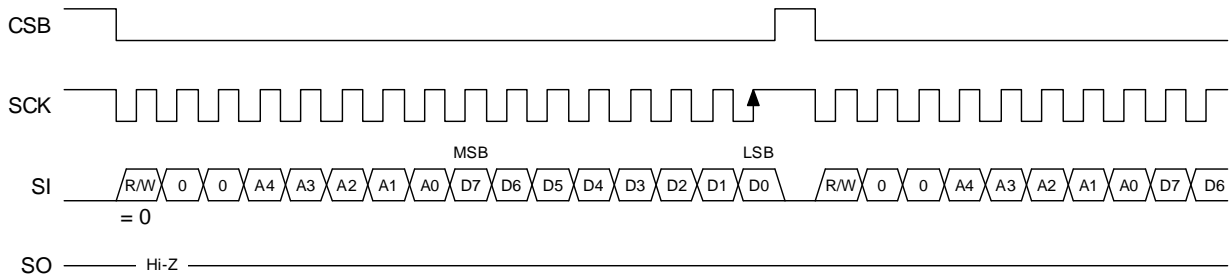 CSB
SCK
MSB LSB
SI R/W 0 0 A4 A3 A2 A1 A0 D7 D6 D5 D4 D3 D2 D1 D0 R/W 0 0 A4 A3 A2 A1 A0 D7 D6
= 0
SO Hi-Z